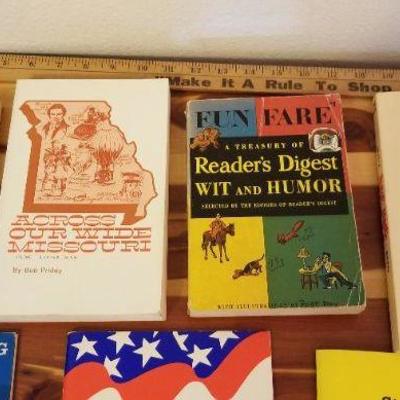 Make It A Rule To Shop
ACROSS
OUR WIDE
MISSOURI
By Bob Priddy
FUN FARE
A TREASURY OF
Reader's Digest
WIT AND HUMOR
SELECTED BY THE EDITORS OF READER'S DIGEST
G